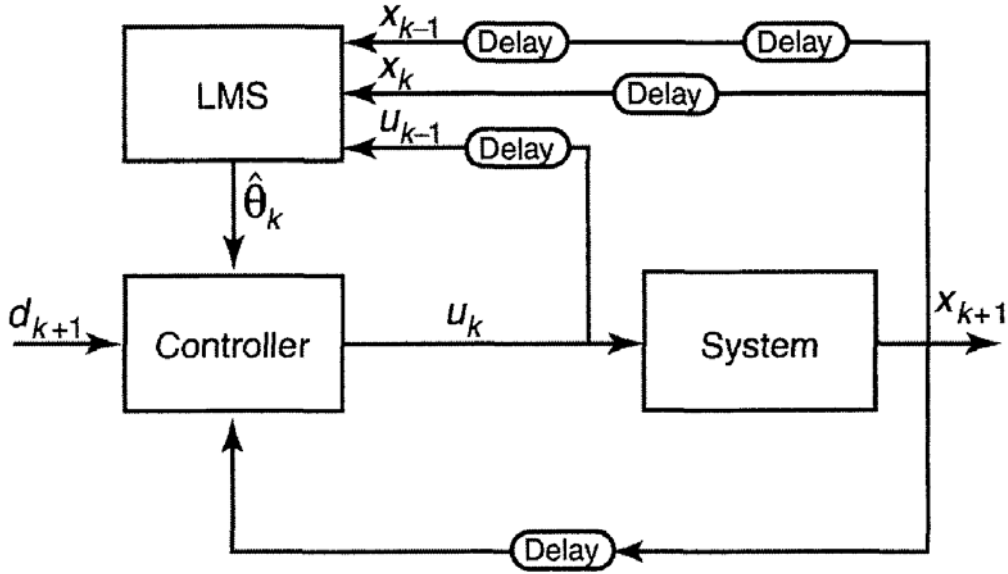 x_{k-1}
Delay
Delay
LMS
x_k
Delay
u_{k-1}
Delay
θ̂_k
d_{k+1}
Controller
u_k
System
x_{k+1}
Delay